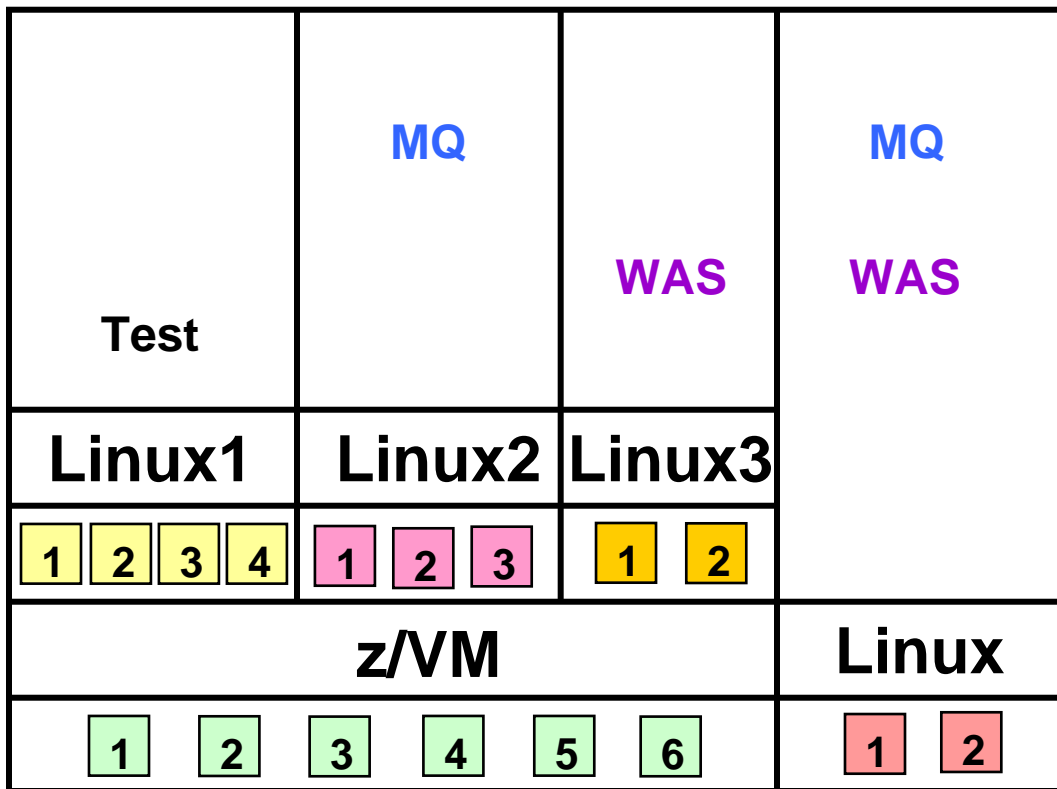 MQ MQ
WAS WAS
Test
Linux1 Linux2 Linux3
1 2 3 4 1 2 3 1 2
z/VM Linux
1 2 3 4 5 6 1 2